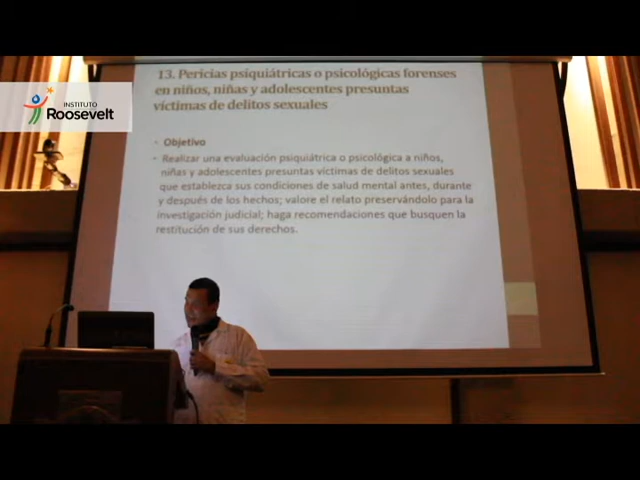 INSTITUTO
Roosevelt
13. Pericias psiquiátricas o psicológicas forenses
en niños, niñas y adolescentes presuntas
víctimas de delitos sexuales
• Objetivo
• Realizar una evaluación psiquiátrica o psicológica a niños,
niñas y adolescentes presuntas víctimas de delitos sexuales
que establezca sus condiciones de salud mental antes, durante
y después de los hechos; valore el relato preservándolo para la
investigación judicial; haga recomendaciones que busquen la
restitución de sus derechos.